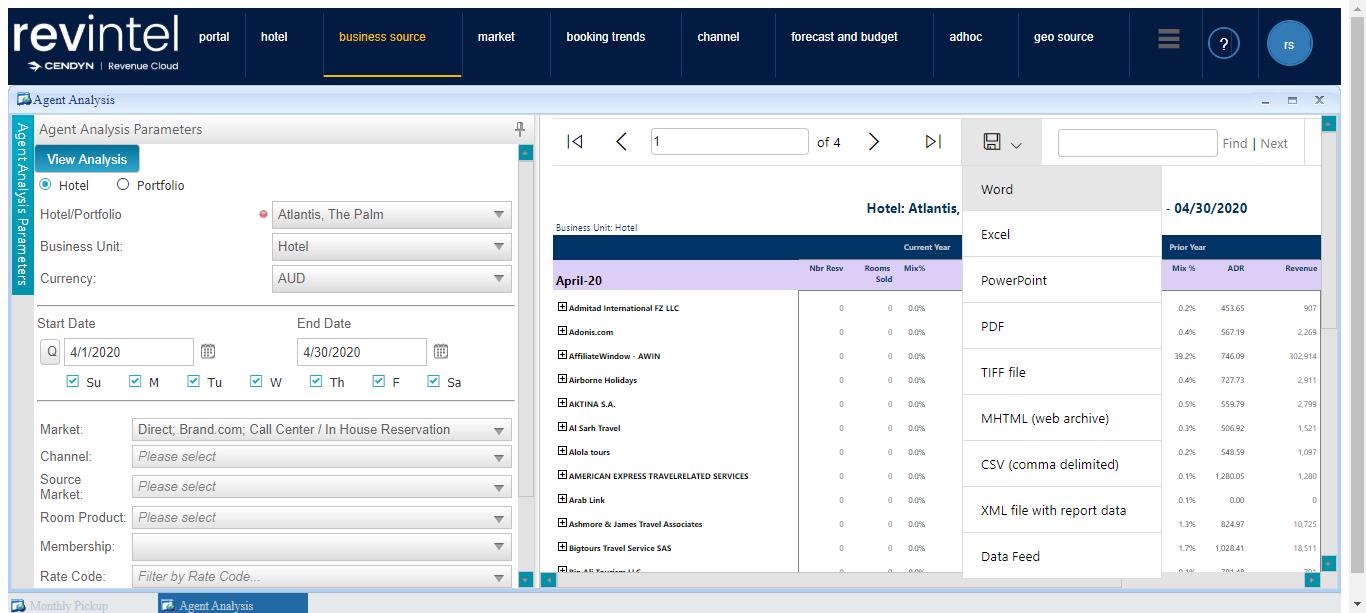 revintel
CENDYN | Revenue Cloud
portal
hotel
business source
market
booking trends
channel
forecast and budget
adhoc
geo source
?
rs
Agent Analysis
Agent Analysis Parameters
Agent Analysis Parameters
View Analysis
Hotel
Portfolio
Hotel/Portfolio
Atlantis, The Palm
Business Unit:
Hotel
Currency:
AUD
Start Date
End Date
Q
4/1/2020
4/30/2020
Su M Tu W Th F Sa
Market:
Direct; Brand.com; Call Center / In House Reservation
Channel:
Please select
Source
Market:
Please select
Room Product:
Please select
Membership:
Rate Code:
Filter by Rate Code...
1
of 4
Find | Next
Word
Excel
PowerPoint
PDF
TIFF file
MHTML (web archive)
CSV (comma delimited)
XML file with report data
Data Feed
Hotel: Atlantis, - 04/30/2020
Business Unit: Hotel
Current Year Prior Year
April-20 Nbr Resv Rooms Sold Mix% Mix % ADR Revenue
Admitad International FZ LLC 0 0 0.0% 0.2% 453.65 907
Adonis.com 0 0 0.0% 0.4% 567.19 2,269
AffiliateWindow - AWIN 0 0 0.0% 39.2% 746.09 302,914
Airborne Holidays 0 0 0.0% 0.4% 727.73 2,911
AKTINA S.A. 0 0 0.0% 0.5% 559.79 2,799
Al Sarh Travel 0 0 0.0% 0.3% 506.92 1,521
Alola tours 0 0 0.0% 0.2% 548.59 1,097
AMERICAN EXPRESS TRAVELRELATED SERVICES 0 0 0.0% 0.1% 1,280.05 1,280
Arab Link 0 0 0.0% 0.1% 0.00 0
Ashmore & James Travel Associates 0 0 0.0% 1.3% 824.97 10,725
Bigtours Travel Service SAS 0 0 0.0% 1.7% 1,028.41 18,511
Monthly Pickup
Agent Analysis